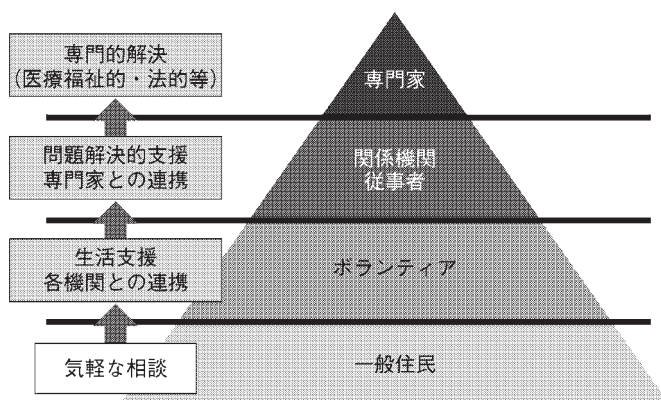 専門的解決
(医療福祉的・法的等)
専門家
問題解決的支援
専門家との連携
関係機関
従事者
生活支援
各機関との連携
ボランティア
気軽な相談
一般住民